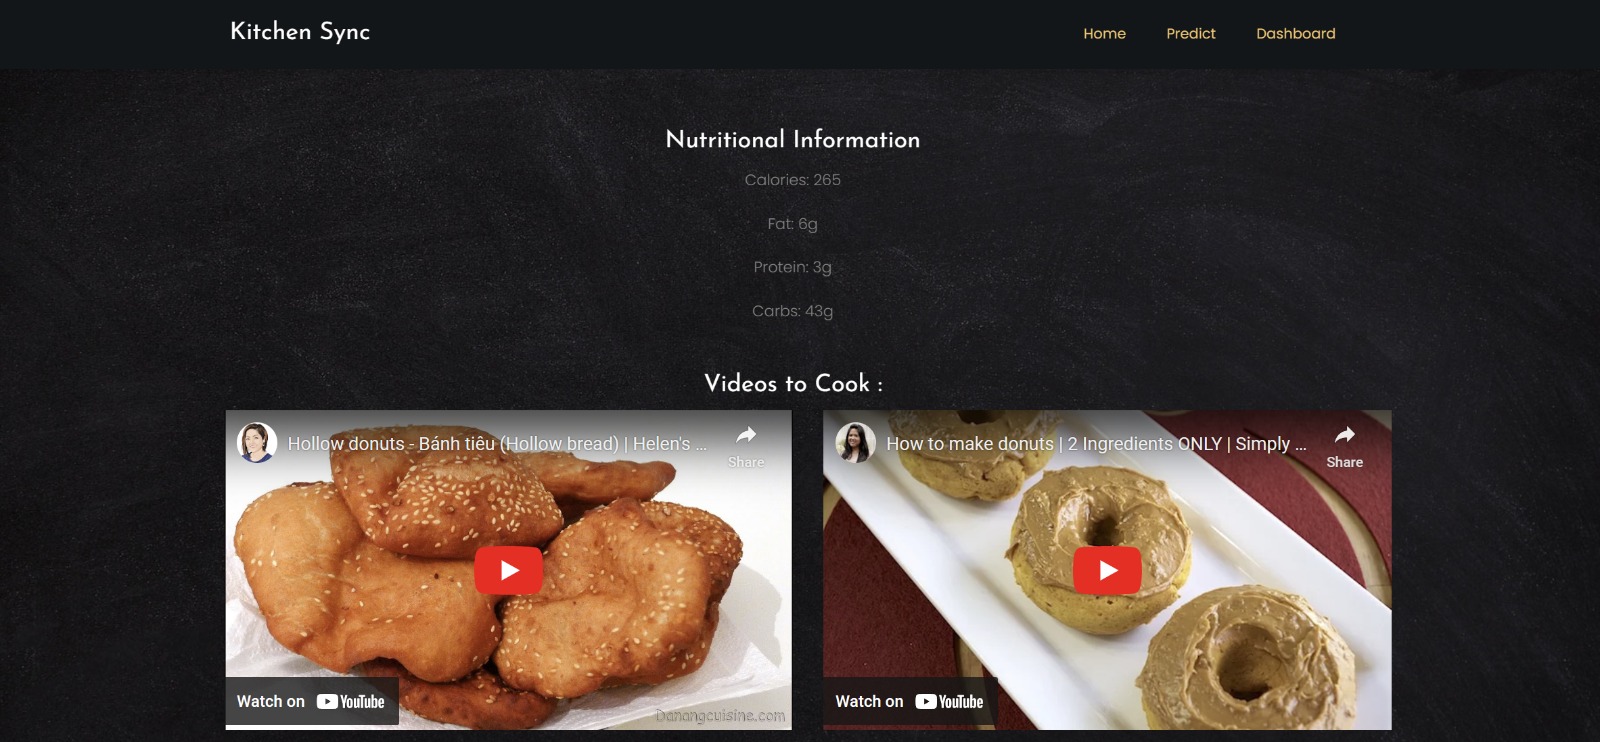 Kitchen Sync
Home Predict Dashboard
Nutritional Information
Calories: 265
Fat: 6g
Protein: 3g
Carbs: 43g
Videos to Cook :
Hollow donuts - Bánh tiêu (Hollow bread) | Helen's ...
Share
Watch on YouTube
Danangcuisine.com
How to make donuts | 2 Ingredients ONLY | Simply ...
Share
Watch on YouTube